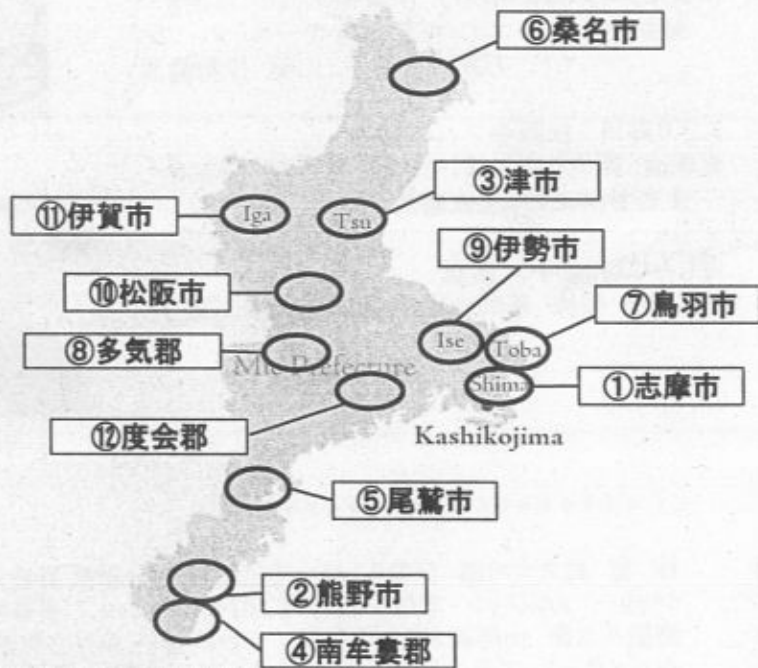 ⑥桑名市
③津市
⑪伊賀市
Iga
Tsu
⑨伊勢市
⑩松阪市
⑦鳥羽市
Ise
Toba
⑧多気郡
Mie Prefecture
Shima
①志摩市
⑫度会郡
Kashikojima
⑤尾鷲市
②熊野市
④南牟婁郡